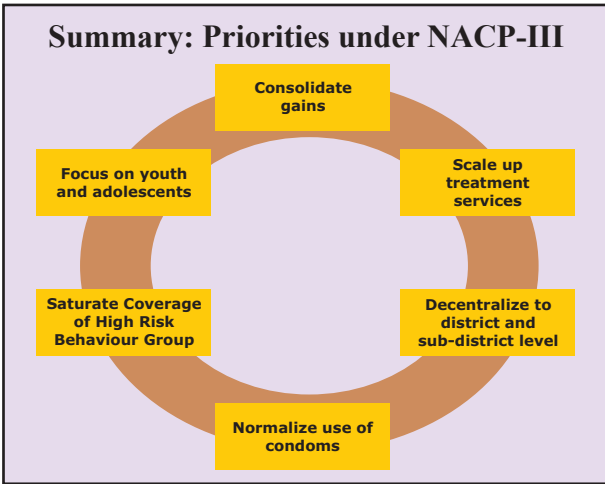 Summary: Priorities under NACP-III
Consolidate
gains
Scale up
treatment
services
Decentralize to
district and
sub-district level
Normalize use of
condoms
Saturate Coverage
of High Risk
Behaviour Group
Focus on youth
and adolescents